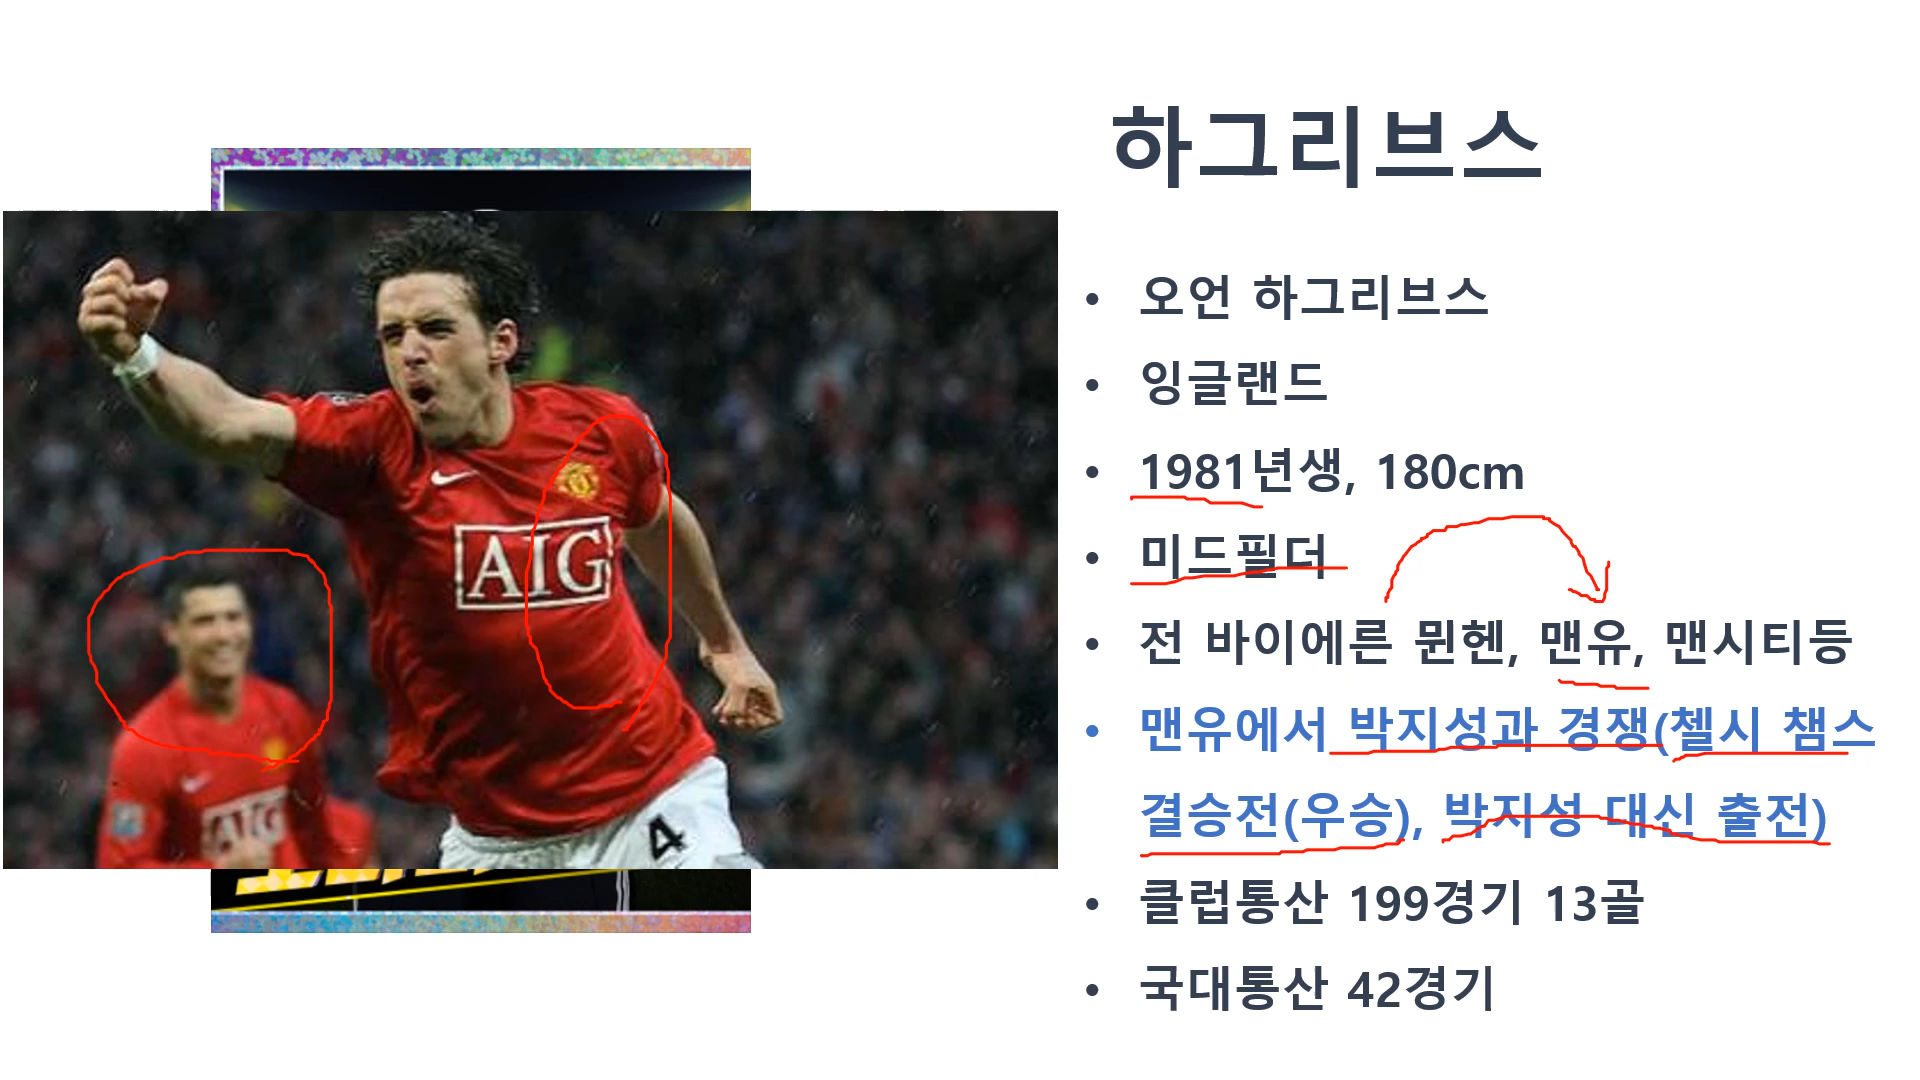 하그리브스
• 오언 하그리브스
• 잉글랜드
• 1981년생, 180cm
• 미드필더
• 전 바이에른 뮌헨, 맨유, 맨시티등
• 맨유에서 박지성과 경쟁(첼시 챔스
결승전(우승), 박지성 대신 출전)
• 클럽통산 199경기 13골
• 국대통산 42경기
AIG
AIG
4